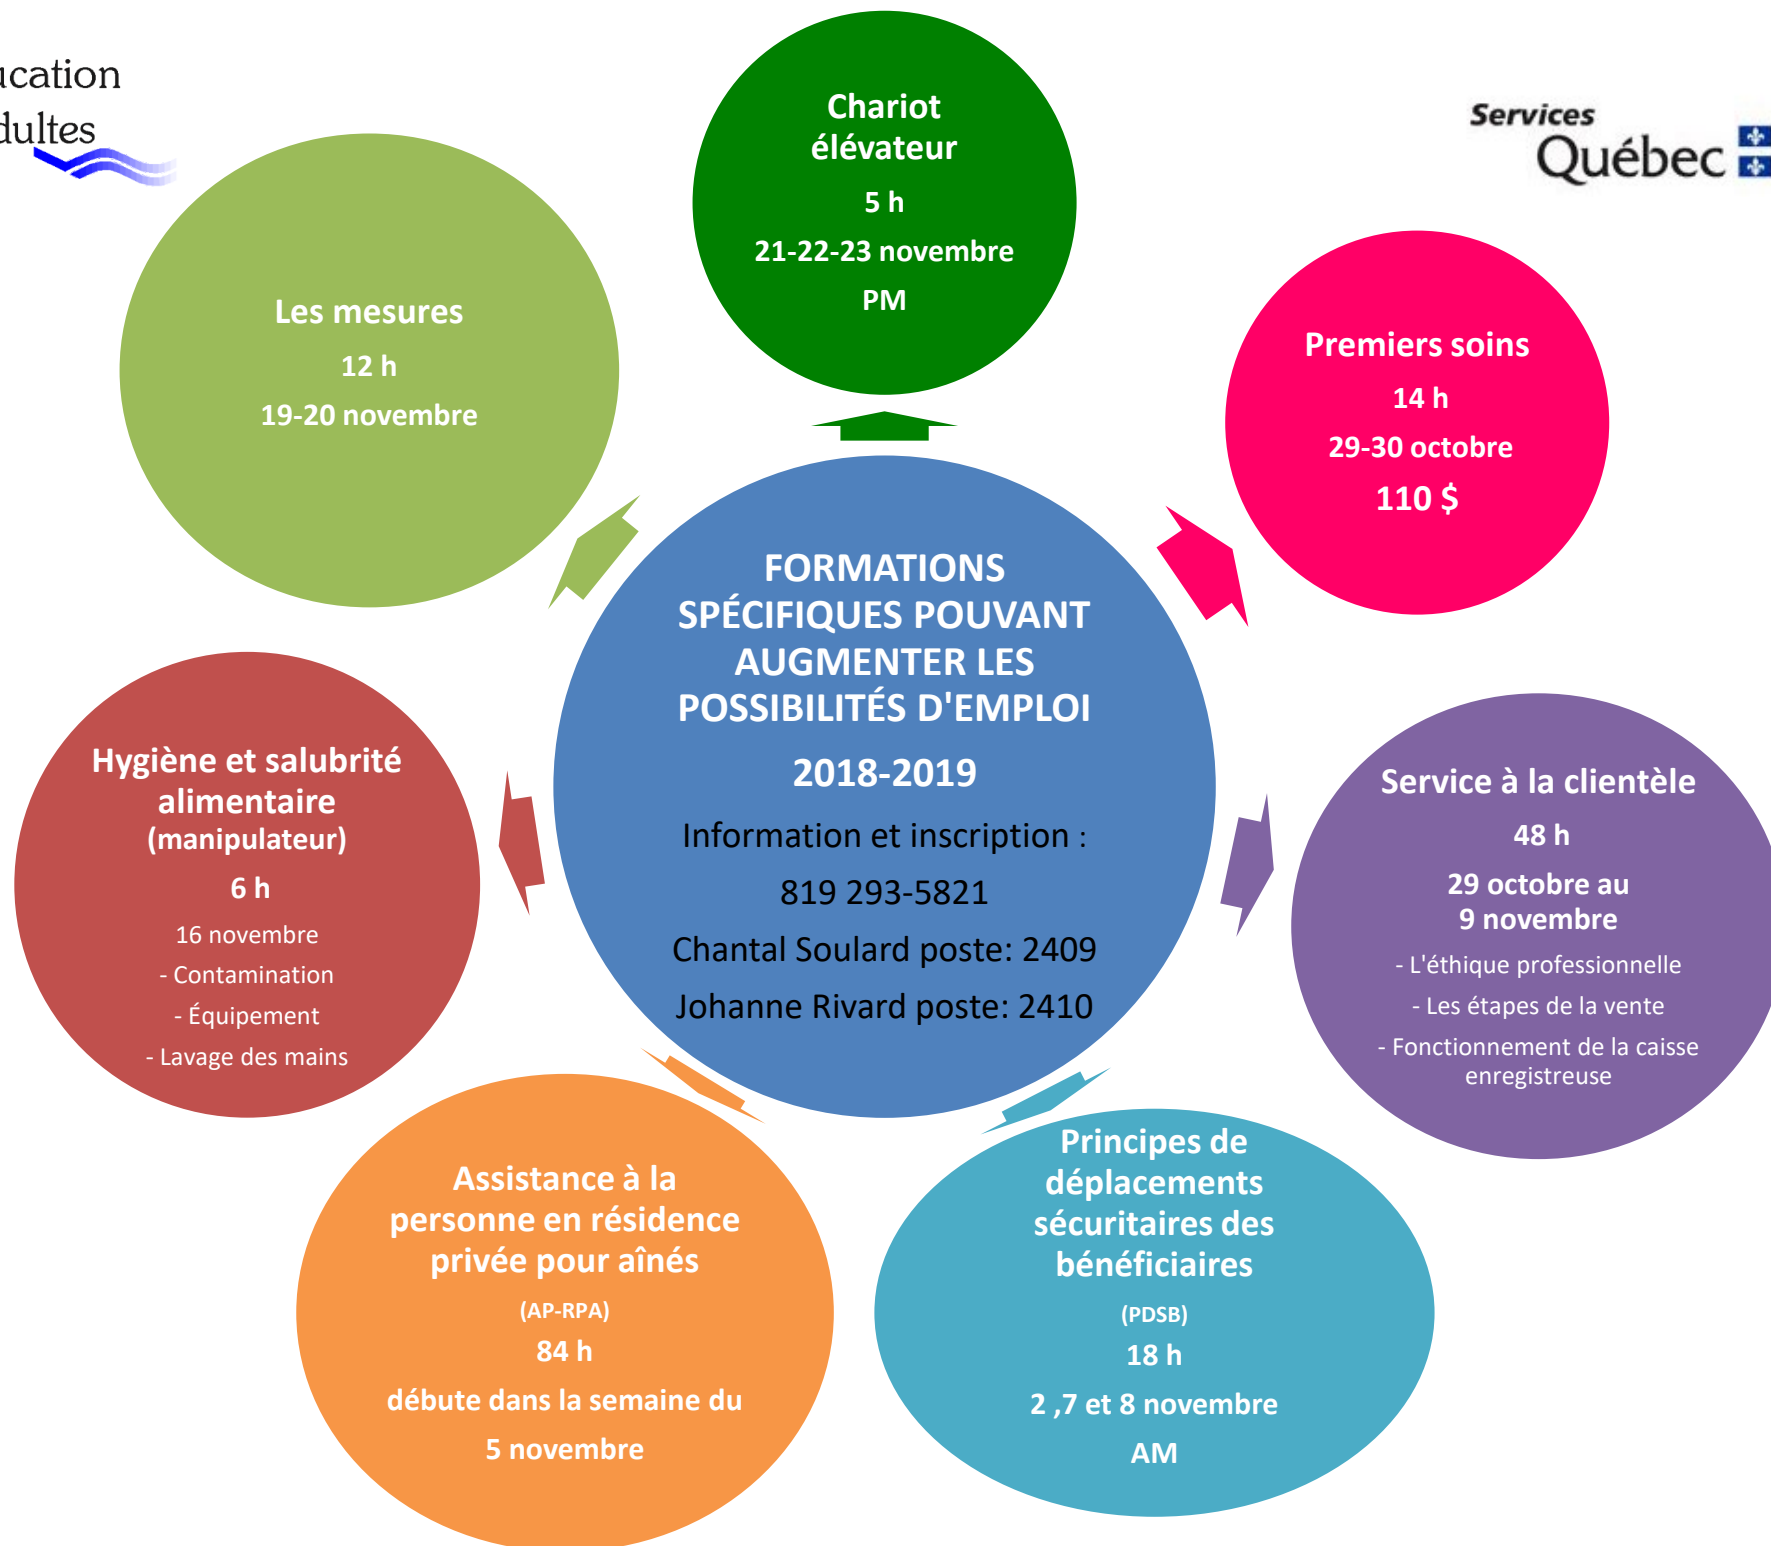 Services
Québec
Chariot
élévateur
5 h
21-22-23 novembre
PM
Les mesures
12 h
19-20 novembre
Premiers soins
14 h
29-30 octobre
110 $
FORMATIONS
SPÉCIFIQUES POUVANT
AUGMENTER LES
POSSIBILITÉS D'EMPLOI
2018-2019
Information et inscription :
819 293-5821
Chantal Soulard poste: 2409
Johanne Rivard poste: 2410
Hygiène et salubrité
alimentaire
(manipulateur)
6 h
16 novembre
- Contamination
- Équipement
- Lavage des mains
Service à la clientèle
48 h
29 octobre au
9 novembre
- L'éthique professionnelle
- Les étapes de la vente
- Fonctionnement de la caisse
enregistreuse
Assistance à la
personne en résidence
privée pour aînés
(AP-RPA)
84 h
débute dans la semaine du
5 novembre
Principes de
déplacements
sécuritaires des
bénéficiaires
(PDSB)
18 h
2 ,7 et 8 novembre
AM